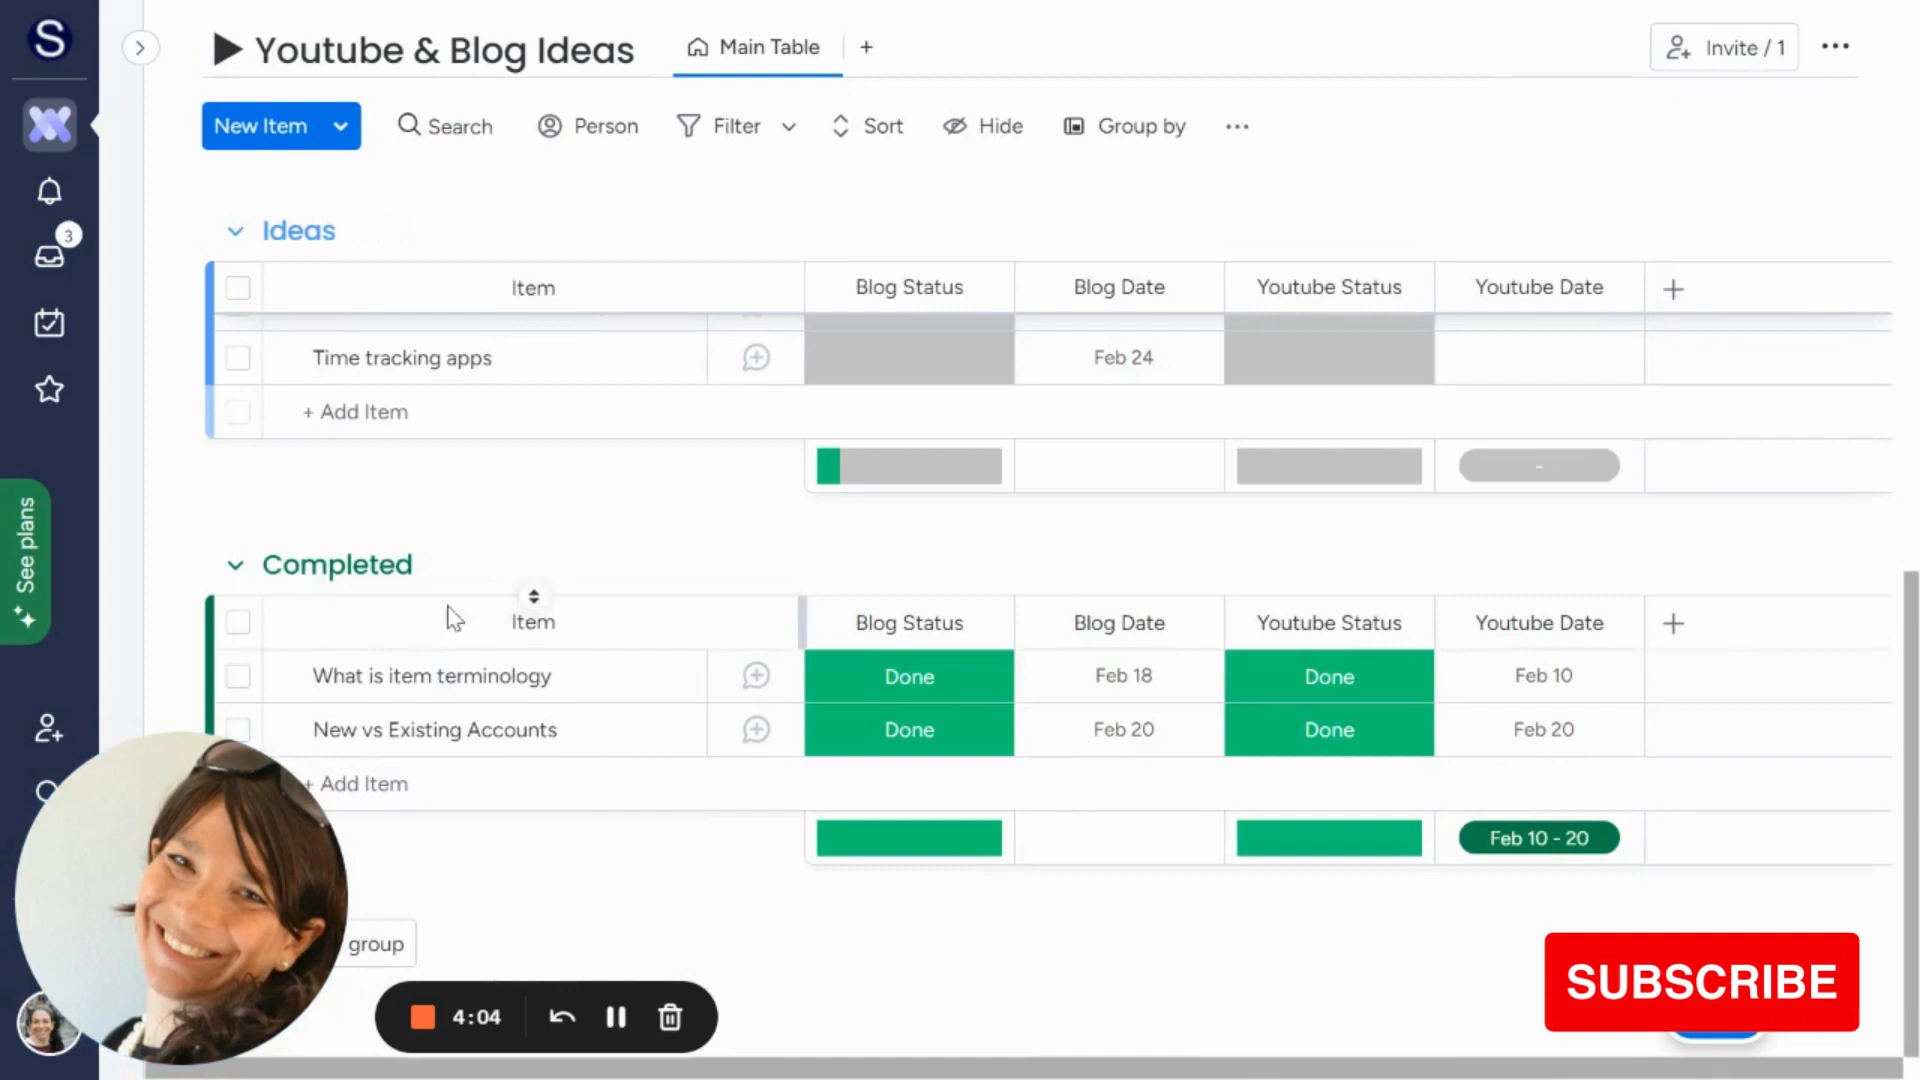 S
Youtube & Blog Ideas
Main Table
+
Invite / 1
New Item
Search
Person
Filter
Sort
Hide
Group by
3
Ideas
Item
Blog Status
Blog Date
Youtube Status
Youtube Date
+
Time tracking apps
Feb 24
+ Add Item
-
See plans
Completed
Item
Blog Status
Blog Date
Youtube Status
Youtube Date
+
What is item terminology
Done
Feb 18
Done
Feb 10
New vs Existing Accounts
Done
Feb 20
Done
Feb 20
+ Add Item
Feb 10 - 20
group
4:04
SUBSCRIBE